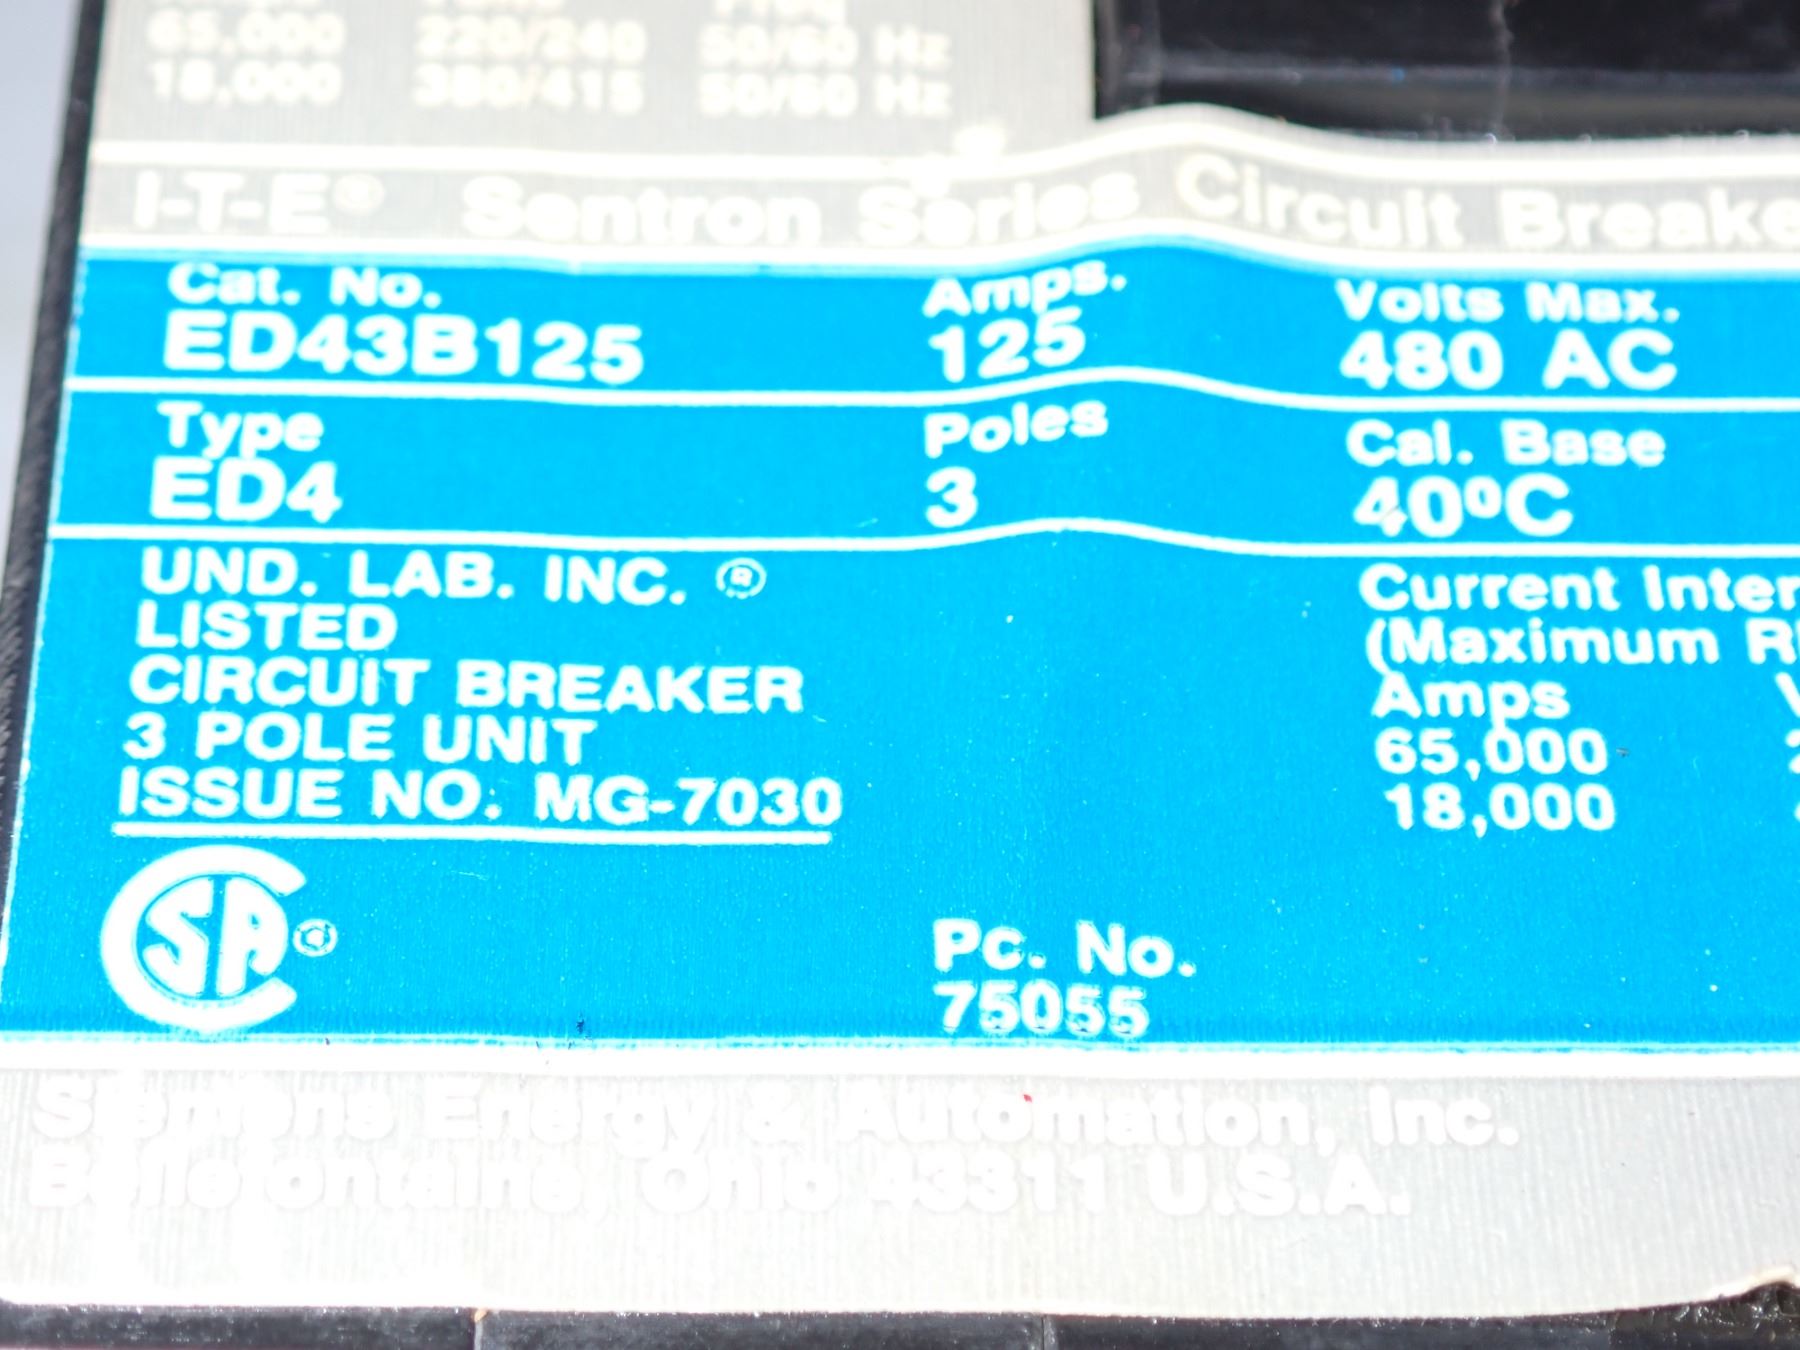 65,000 220/240 50/60 Hz
18,000 380/415 50/60 Hz
I-T-E® Sentron Series Circuit Breake
Cat. No. Amps. Volts Max.
ED43B125 125 480 AC
Type Poles Cal. Base
ED4 3 40ºC
UND. LAB. INC. ®
LISTED
CIRCUIT BREAKER
3 POLE UNIT
ISSUE NO. MG-7030
Current Inter
(Maximum R
Amps V
65,000 2
18,000
CSA ®
Pc. No.
75055
Siemens Energy & Automation, Inc.
Bellefontaine, Ohio 43311 U.S.A.